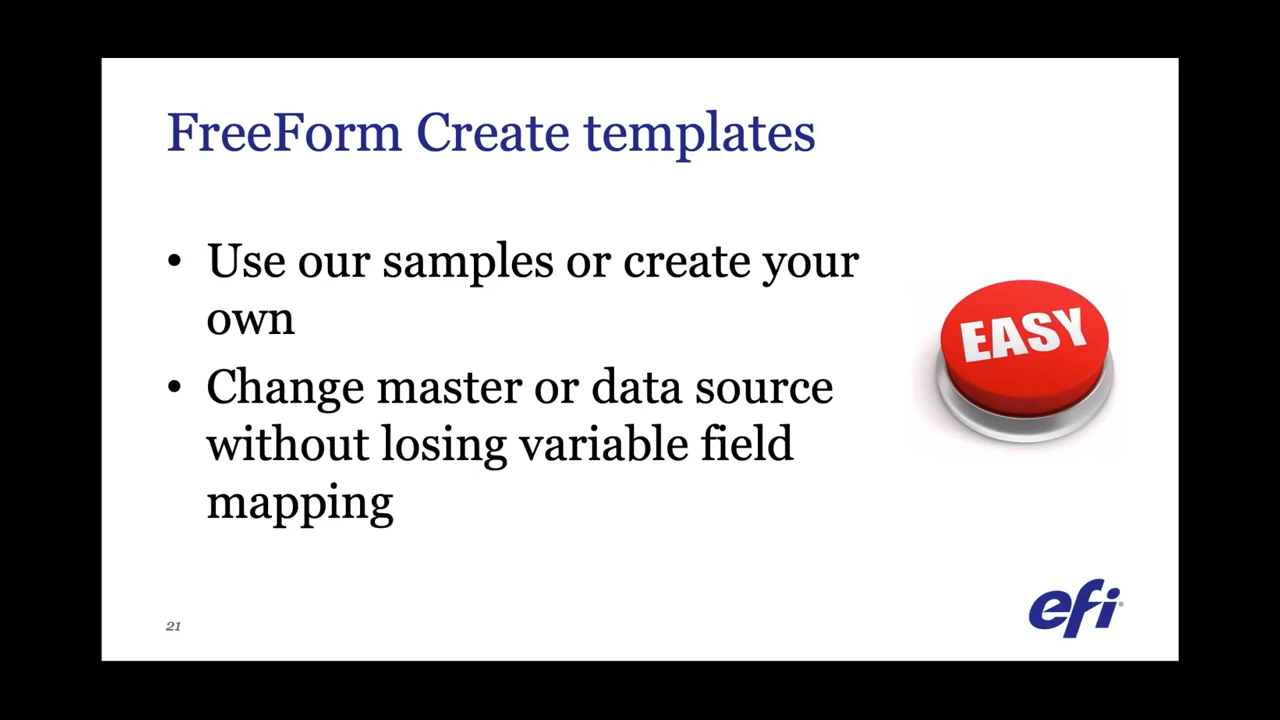 FreeForm Create templates
• Use our samples or create your
own
• Change master or data source
without losing variable field
mapping
EASY
21
efi